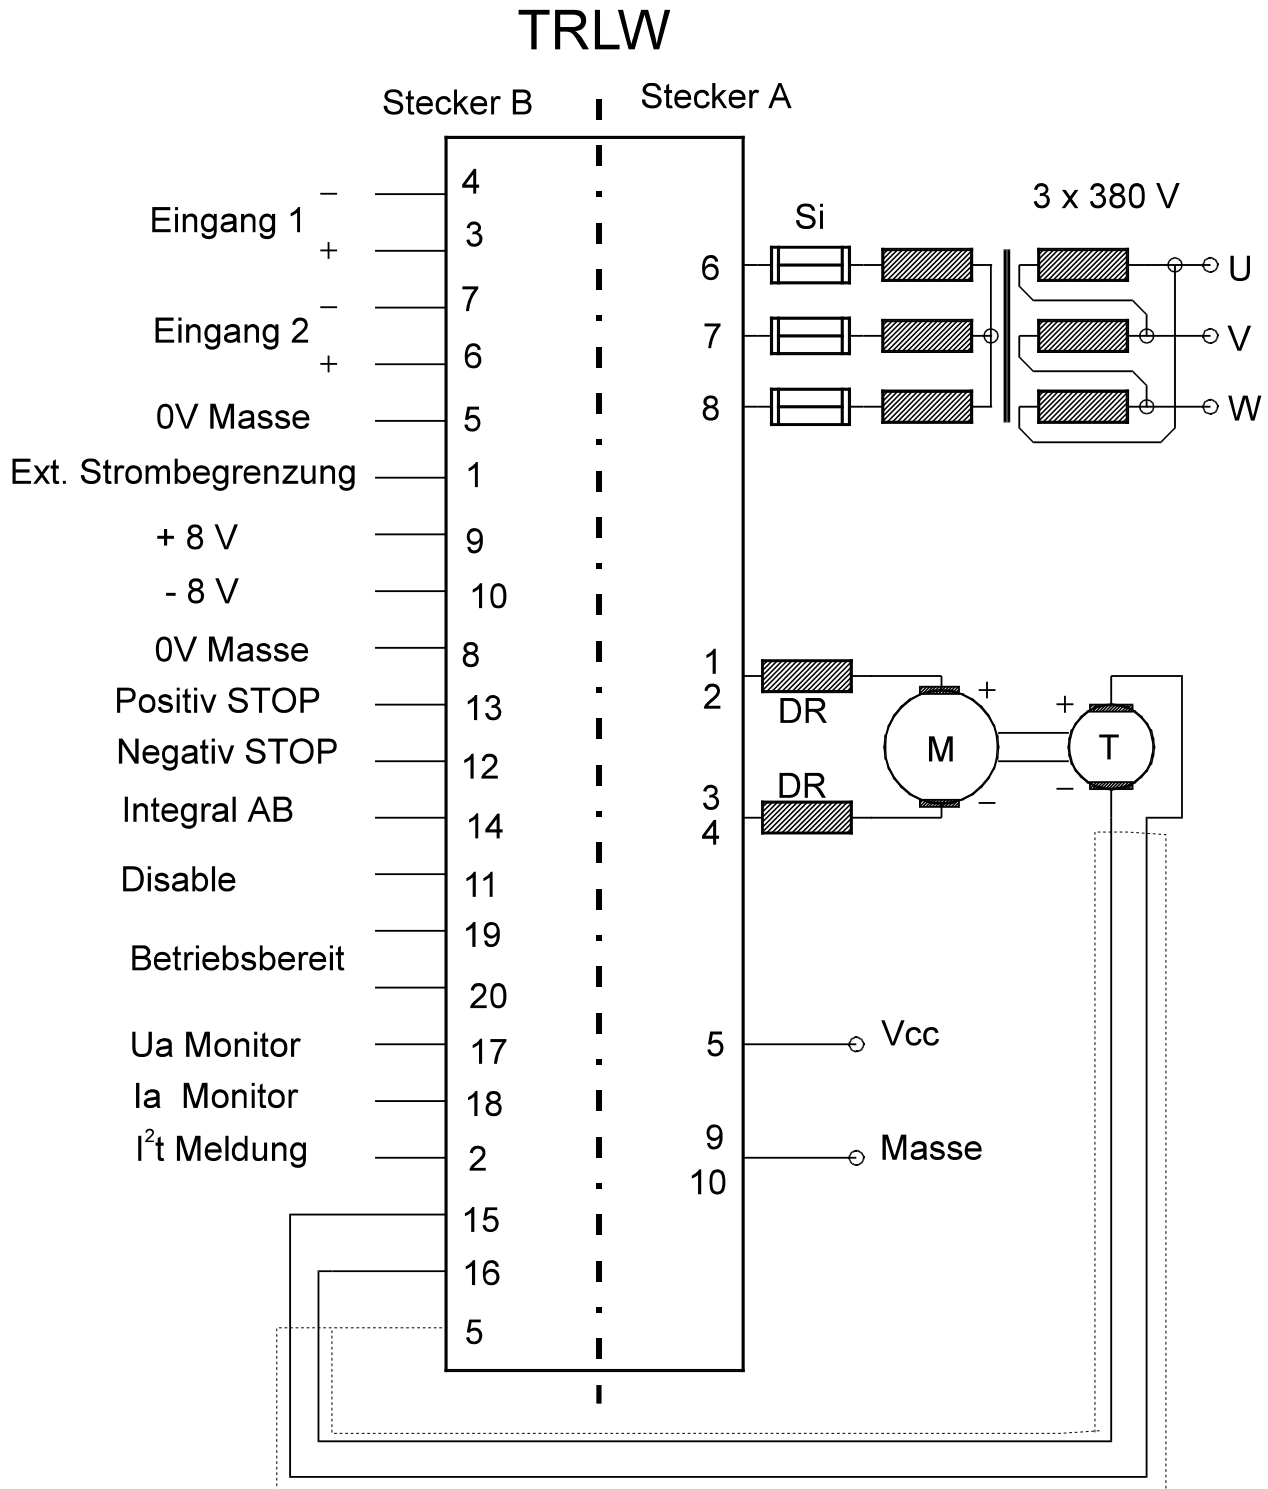 TRLW
Stecker B
Stecker A
4
−
Eingang 1
3
+
7
−
Eingang 2
6
+
0V Masse
5
Ext. Strombegrenzung
1
+ 8 V
9
- 8 V
10
0V Masse
8
Positiv STOP
13
Negativ STOP
12
Integral AB
14
Disable
11
19
Betriebsbereit
20
Ua Monitor
17
Ia Monitor
18
I²t Meldung
2
15
16
5
3 x 380 V
Si
6
U
7
V
8
W
1
2
DR
+
M
−
+
T
−
DR
3
4
5
Vcc
9
Masse
10